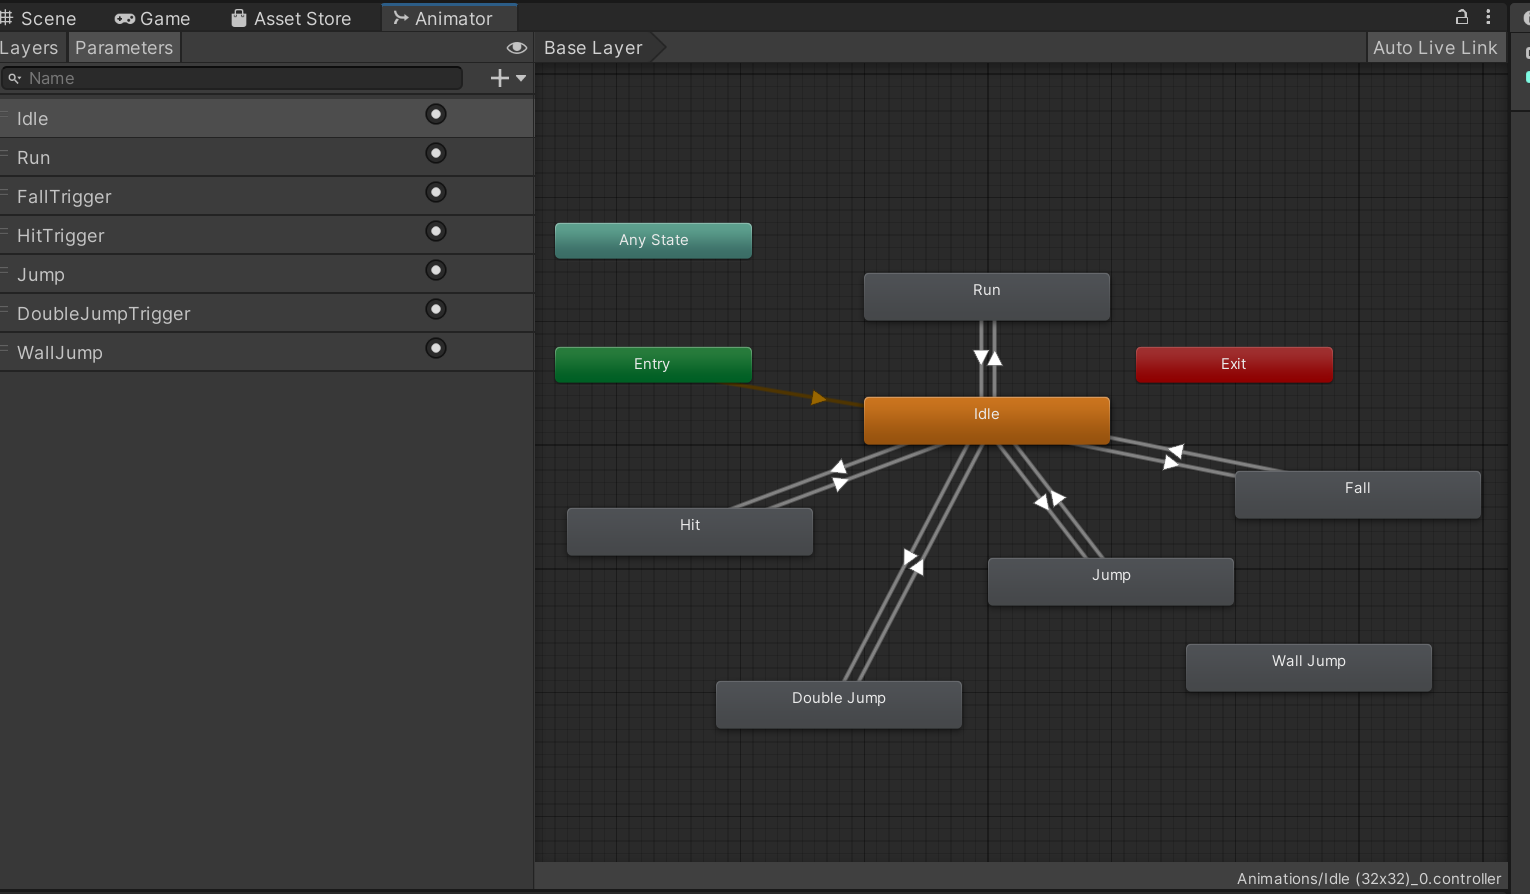 Scene
Game
Asset Store
Animator
Layers
Parameters
Base Layer
Auto Live Link
Name
Idle
Run
FallTrigger
HitTrigger
Jump
DoubleJumpTrigger
WallJump
Any State
Run
Entry
Exit
Idle
Fall
Hit
Jump
Wall Jump
Double Jump
Animations/Idle (32x32)_0.controller